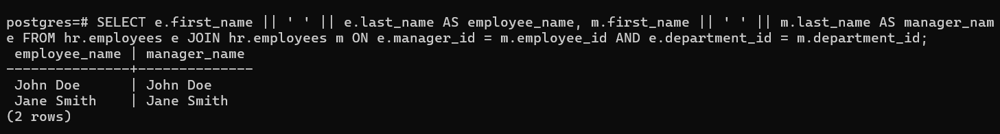 postgres=# SELECT e.first_name || ' ' || e.last_name AS employee_name, m.first_name || ' ' || m.last_name AS manager_nam
e FROM hr.employees e JOIN hr.employees m ON e.manager_id = m.employee_id AND e.department_id = m.department_id;
 employee_name | manager_name
---------------+--------------
 John Doe      | John Doe
 Jane Smith    | Jane Smith
(2 rows)